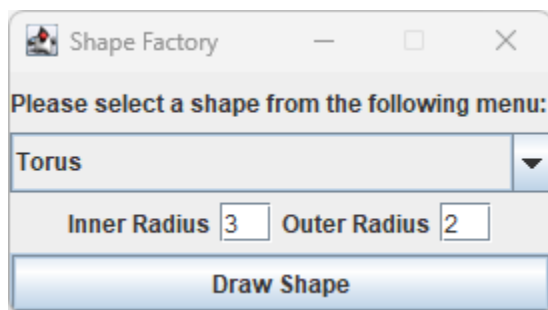 Shape Factory
Please select a shape from the following menu:
Torus
Inner Radius 3 Outer Radius 2
Draw Shape